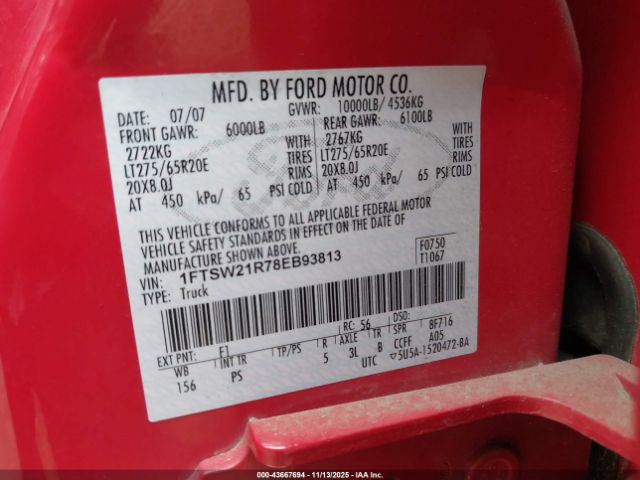 MFD. BY FORD MOTOR CO.
DATE: 07/07 GVWR: 10000LB/ 4536KG
FRONT GAWR: 6000LB REAR GAWR: 6100LB
2722KG WITH 2767KG WITH
LT275/65R20E TIRES LT275/65R20E TIRES
20X8.0J RIMS 20X8.0J RIMS
AT 450 kPa/ 65 PSI COLD AT 450 kPa/ 65 PSI COLD
THIS VEHICLE CONFORMS TO ALL APPLICABLE FEDERAL MOTOR
VEHICLE SAFETY STANDARDS IN EFFECT ON THE DATE OF
MANUFACTURE SHOWN ABOVE.
VIN: 1FTSW21R78EB93813 F0750
TYPE: Truck T1067
RC: 56 DSO:
EXT PNT: F1 TP/PS R AXLE TR SPR 8F716
WB INT TR 5 3L B CCFF A05
156 PS UTC 5U5A-1520472-BA
000-43667694 - 11/13/2025 - IAAI.com